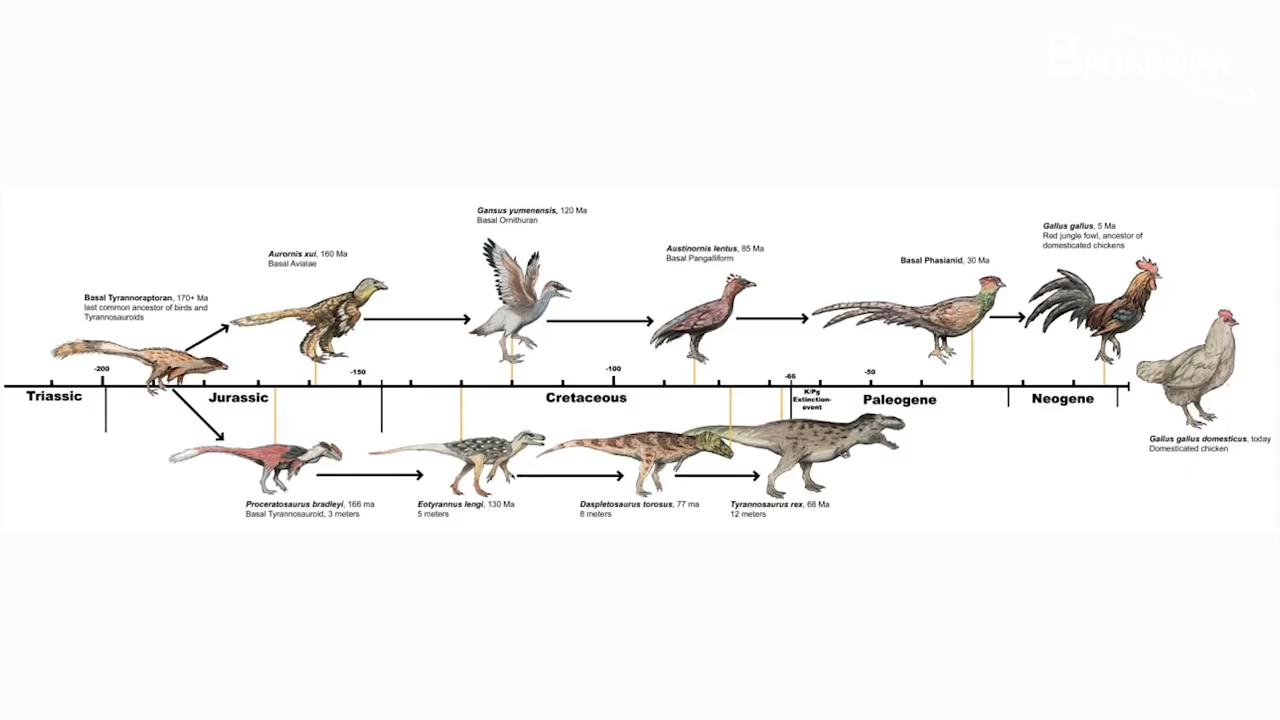 BROADVIEW
Gansus yumenensis, 120 Ma
Basal Ornithuran
Gallus gallus, 5 Ma
Red jungle fowl, ancestor of
domesticated chickens
Aurornis xui, 160 Ma
Basal Avialae
Austinornis lentus, 85 Ma
Basal Pangalliform
Basal Phasianid, 30 Ma
Basal Tyrannoraptoran, 170+ Ma
last common ancestor of birds and
Tyrannosauroids
-200
-150
-100
-66
-50
Triassic
Jurassic
Cretaceous
K/Pg
Extinction-
event
Paleogene
Neogene
Gallus gallus domesticus, today
Domesticated chicken
Proceratosaurus bradleyi, 166 ma
Basal Tyrannosauroid, 3 meters
Eotyrannus lengi, 130 Ma
5 meters
Daspletosaurus torosus, 77 ma
8 meters
Tyrannosaurus rex, 68 Ma
12 meters